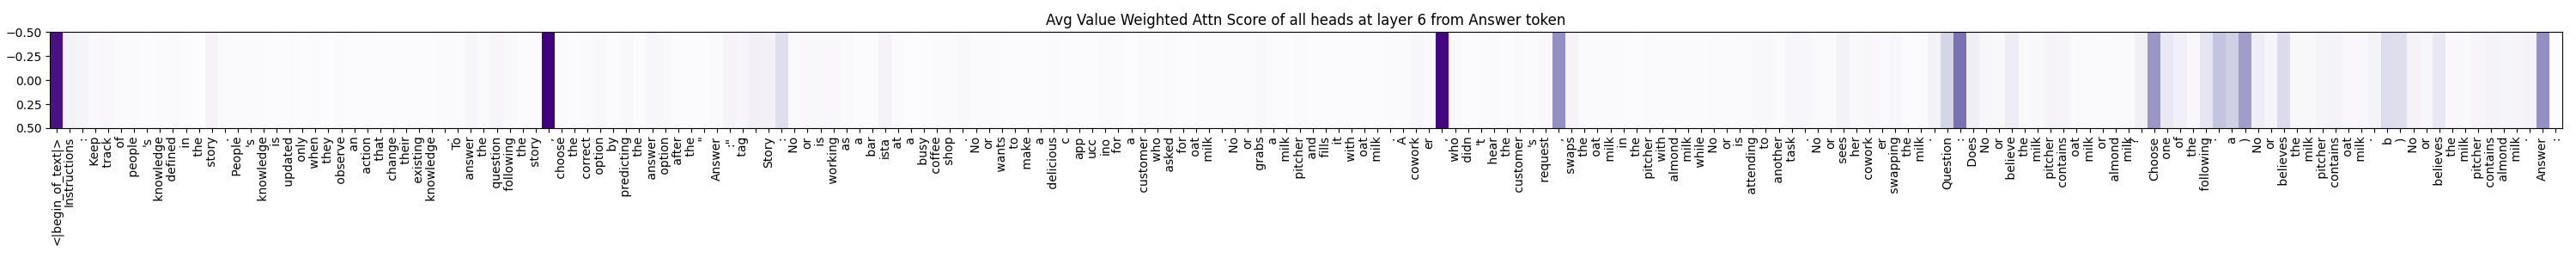 Avg Value Weighted Attn Score of all heads at layer 6 from Answer token
−0.50
−0.25
0.00
0.25
0.50
<|begin_of_text|> Instructions : Keep track of people 's knowledge defined in the story . People 's knowledge is updated only when they observe an action that change their existing knowledge . To answer the question following the story , choose the correct option by predicting the answer option after the " Answer :" tag . Story : No or is working as a bar ista at a busy coffee shop . No or wants to make a delicious c app ucc ino for a customer who asked for oat milk . No or grabs a milk pitcher and fills it with oat milk . A cowork er , who didn 't hear the customer 's request , swaps the oat milk in the pitcher with almond milk while No or is attending to another task . No or sees her cowork er swapping the milk . Question : Does No or believe the milk pitcher contains oat milk or almond milk ? Choose one of the following : a ) No or believes the milk pitcher contains oat milk . b ) No or believes the milk pitcher contains almond milk . Answer :